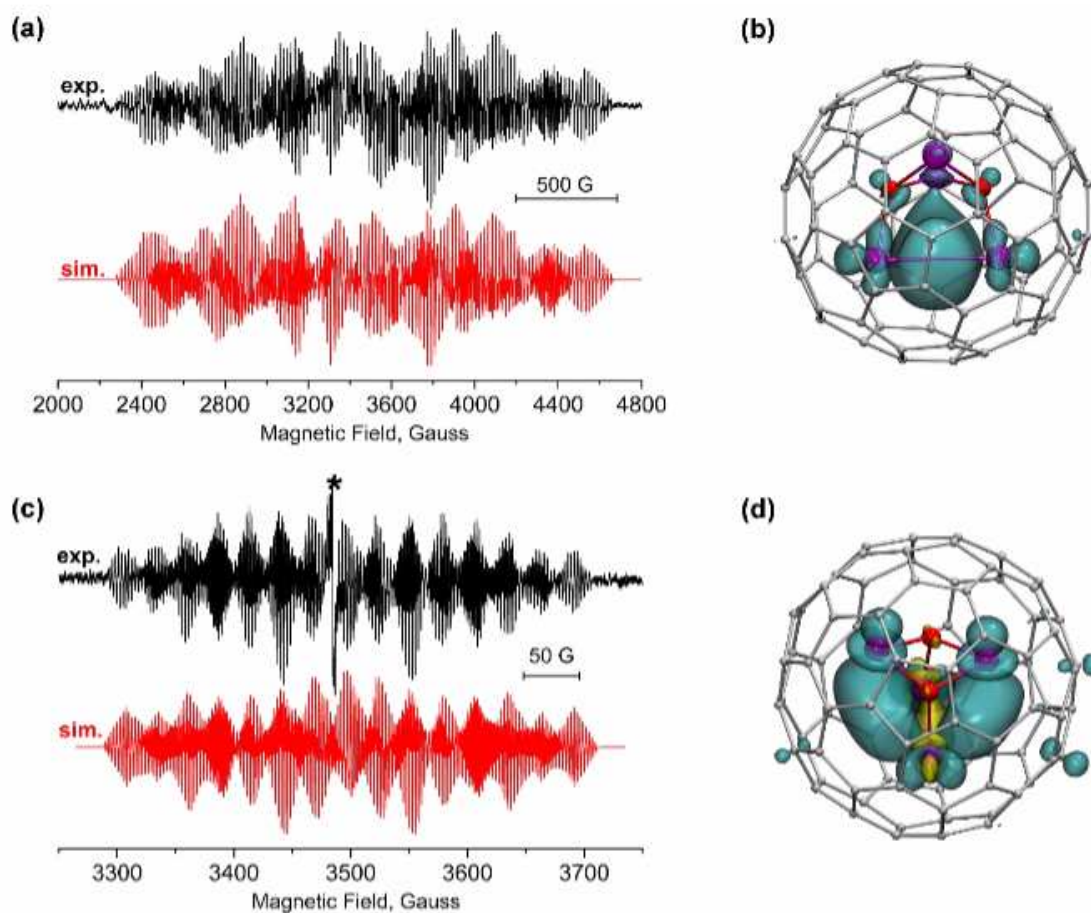 (a)
(b)
exp.
500 G
sim.
2000 2400 2800 3200 3600 4000 4400 4800
Magnetic Field, Gauss
(c)
*
(d)
exp.
50 G
sim.
3300 3400 3500 3600 3700
Magnetic Field, Gauss